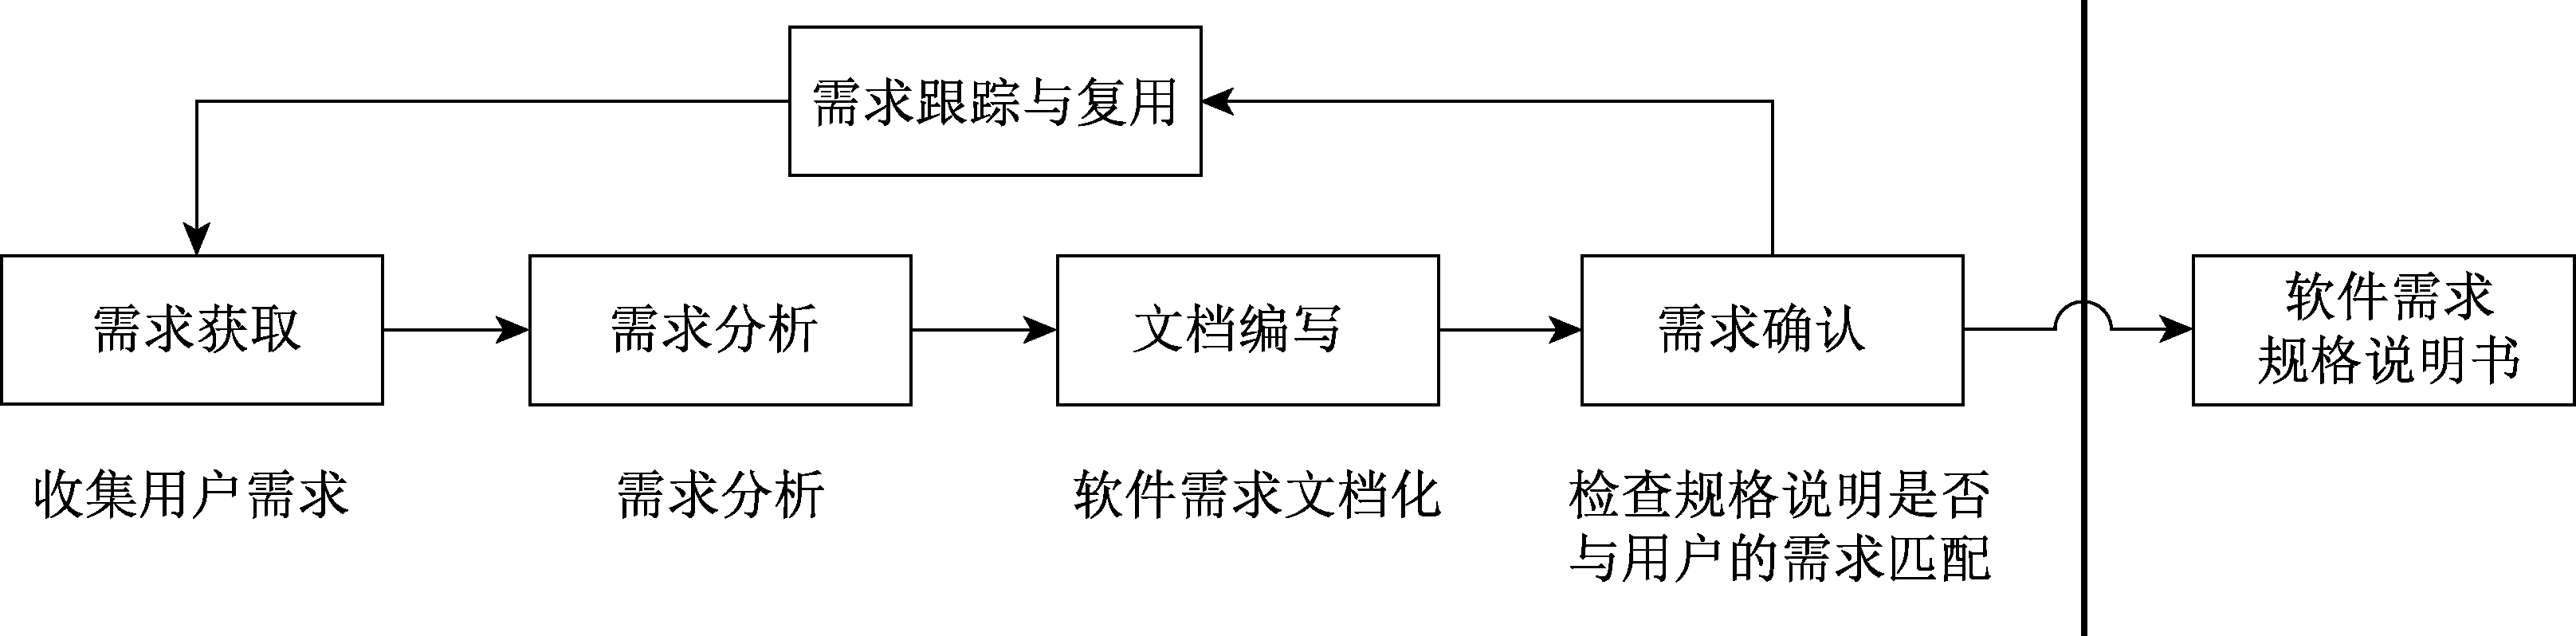 需求跟踪与复用
需求获取
需求分析
文档编写
需求确认
软件需求
规格说明书
收集用户需求
需求分析
软件需求文档化
检查规格说明是否
与用户的需求匹配